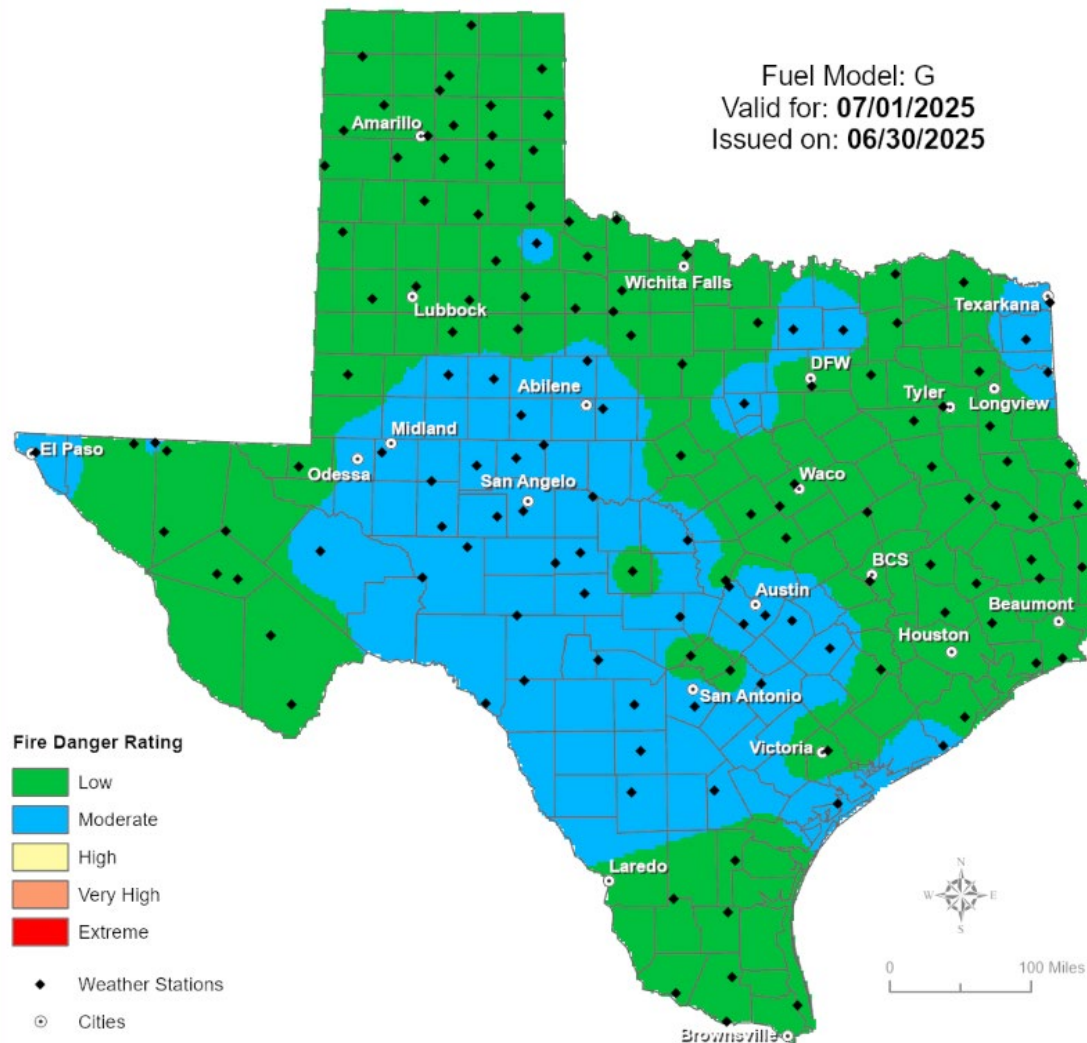 Fuel Model: G
Valid for: 07/01/2025
Issued on: 06/30/2025
Amarillo
Wichita Falls
Lubbock
Texarkana
DFW
Abilene
Tyler
Longview
Midland
El Paso
Odessa
San Angelo
Waco
BCS
Austin
Beaumont
Houston
San Antonio
Victoria
Laredo
Brownsville
Fire Danger Rating
Low
Moderate
High
Very High
Extreme
Weather Stations
Cities
N
W
E
S
0
100 Miles